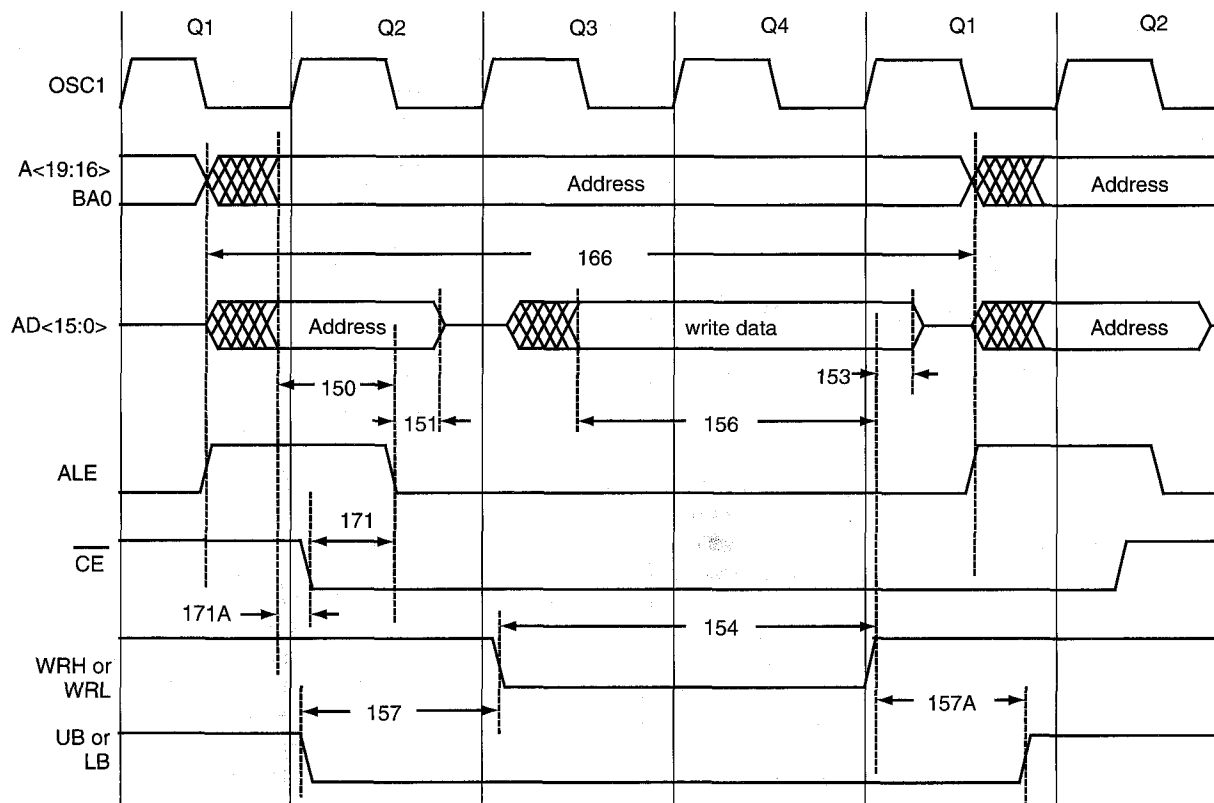 Q1 Q2 Q3 Q4 Q1 Q2
OSC1
A<19:16>
BA0
Address Address
166
AD<15:0>
Address write data Address
150
153
151
156
ALE
171
CE
171A
154
WRH or
WRL
157
157A
UB or
LB